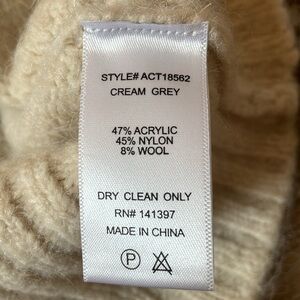 STYLE# ACT18562
CREAM GREY
47% ACRYLIC
45% NYLON
8% WOOL
DRY CLEAN ONLY
RN# 141397
MADE IN CHINA
P